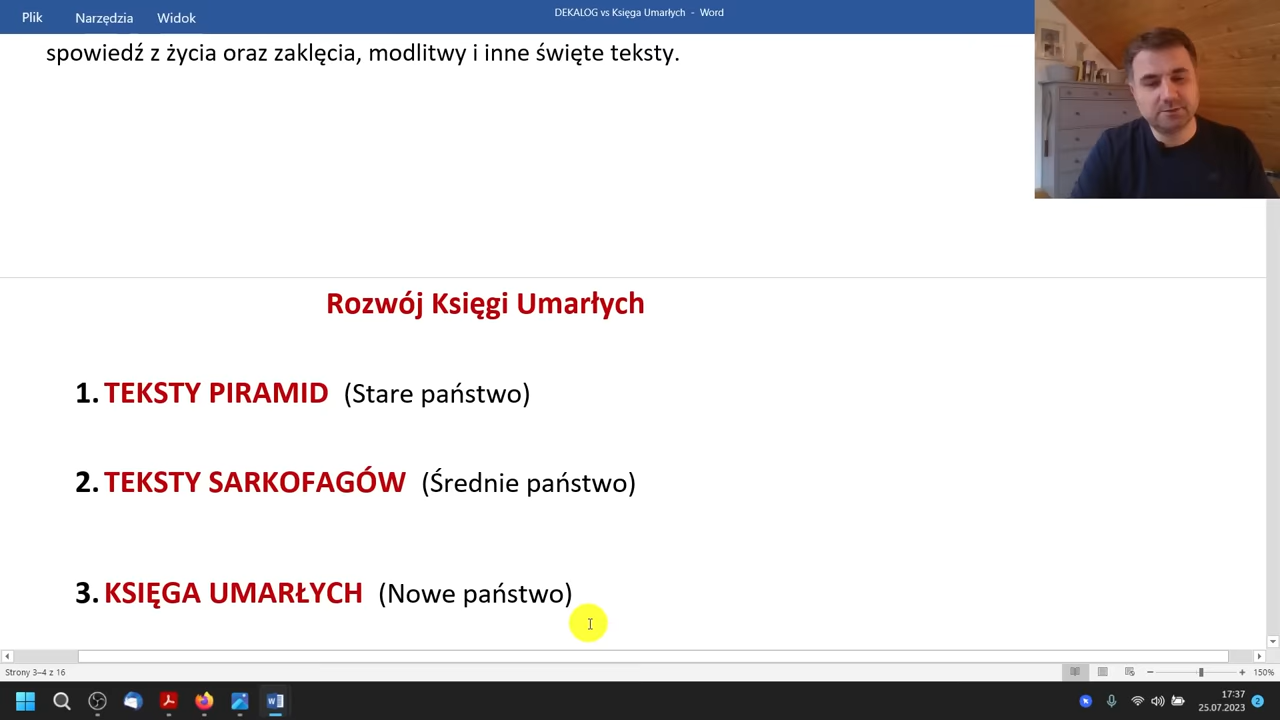 DEKALOG vs Księga Umarłych - Word
Plik Narzędzia Widok
spowiedź z życia oraz zaklęcia, modlitwy i inne święte teksty.
Rozwój Księgi Umarłych
1. TEKSTY PIRAMID (Stare państwo)
2. TEKSTY SARKOFAGÓW (Średnie państwo)
3. KSIĘGA UMARŁYCH (Nowe państwo)
Strony 3–4 z 16
150%
17:37
25.07.2023
2